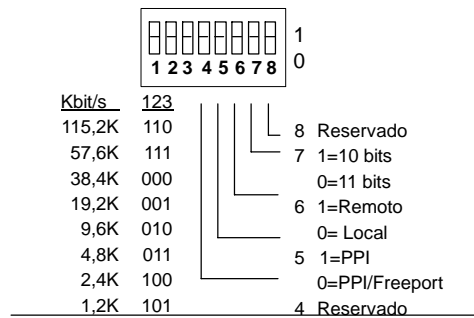 1
1 2 3 4 5 6 7 8 0
Kbit/s 123
115,2K 110
57,6K 111
38,4K 000
19,2K 001
9,6K 010
4,8K 011
2,4K 100
1,2K 101
8 Reservado
7 1=10 bits
0=11 bits
6 1=Remoto
0= Local
5 1=PPI
0=PPI/Freeport
4 Reservado